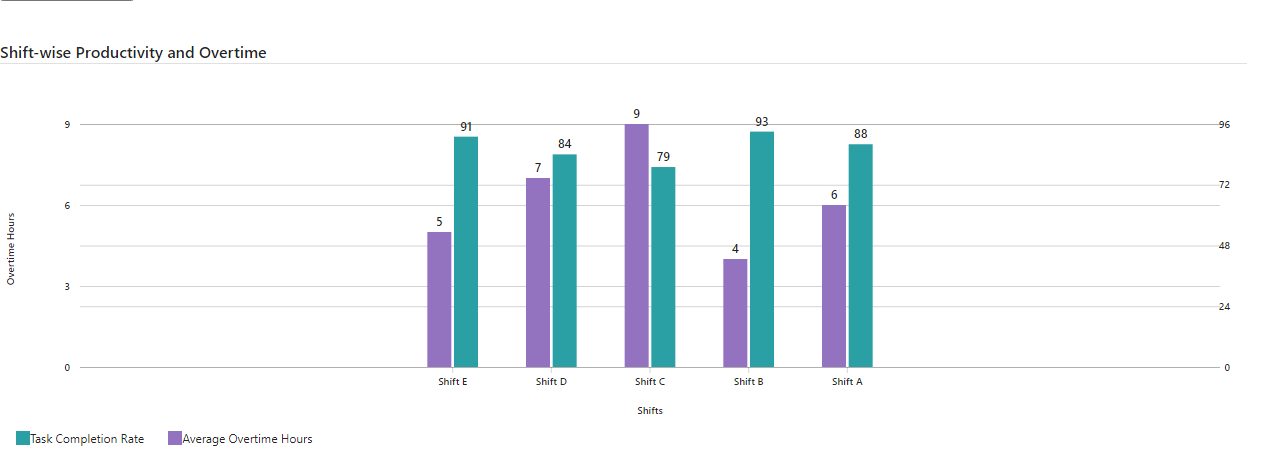 Shift-wise Productivity and Overtime
9
91
84
9
79
93
88
96
7
6
72
6
5
4
48
Overtime Hours
3
24
0
0
Shift E
Shift D
Shift C
Shift B
Shift A
Shifts
Task Completion Rate
Average Overtime Hours